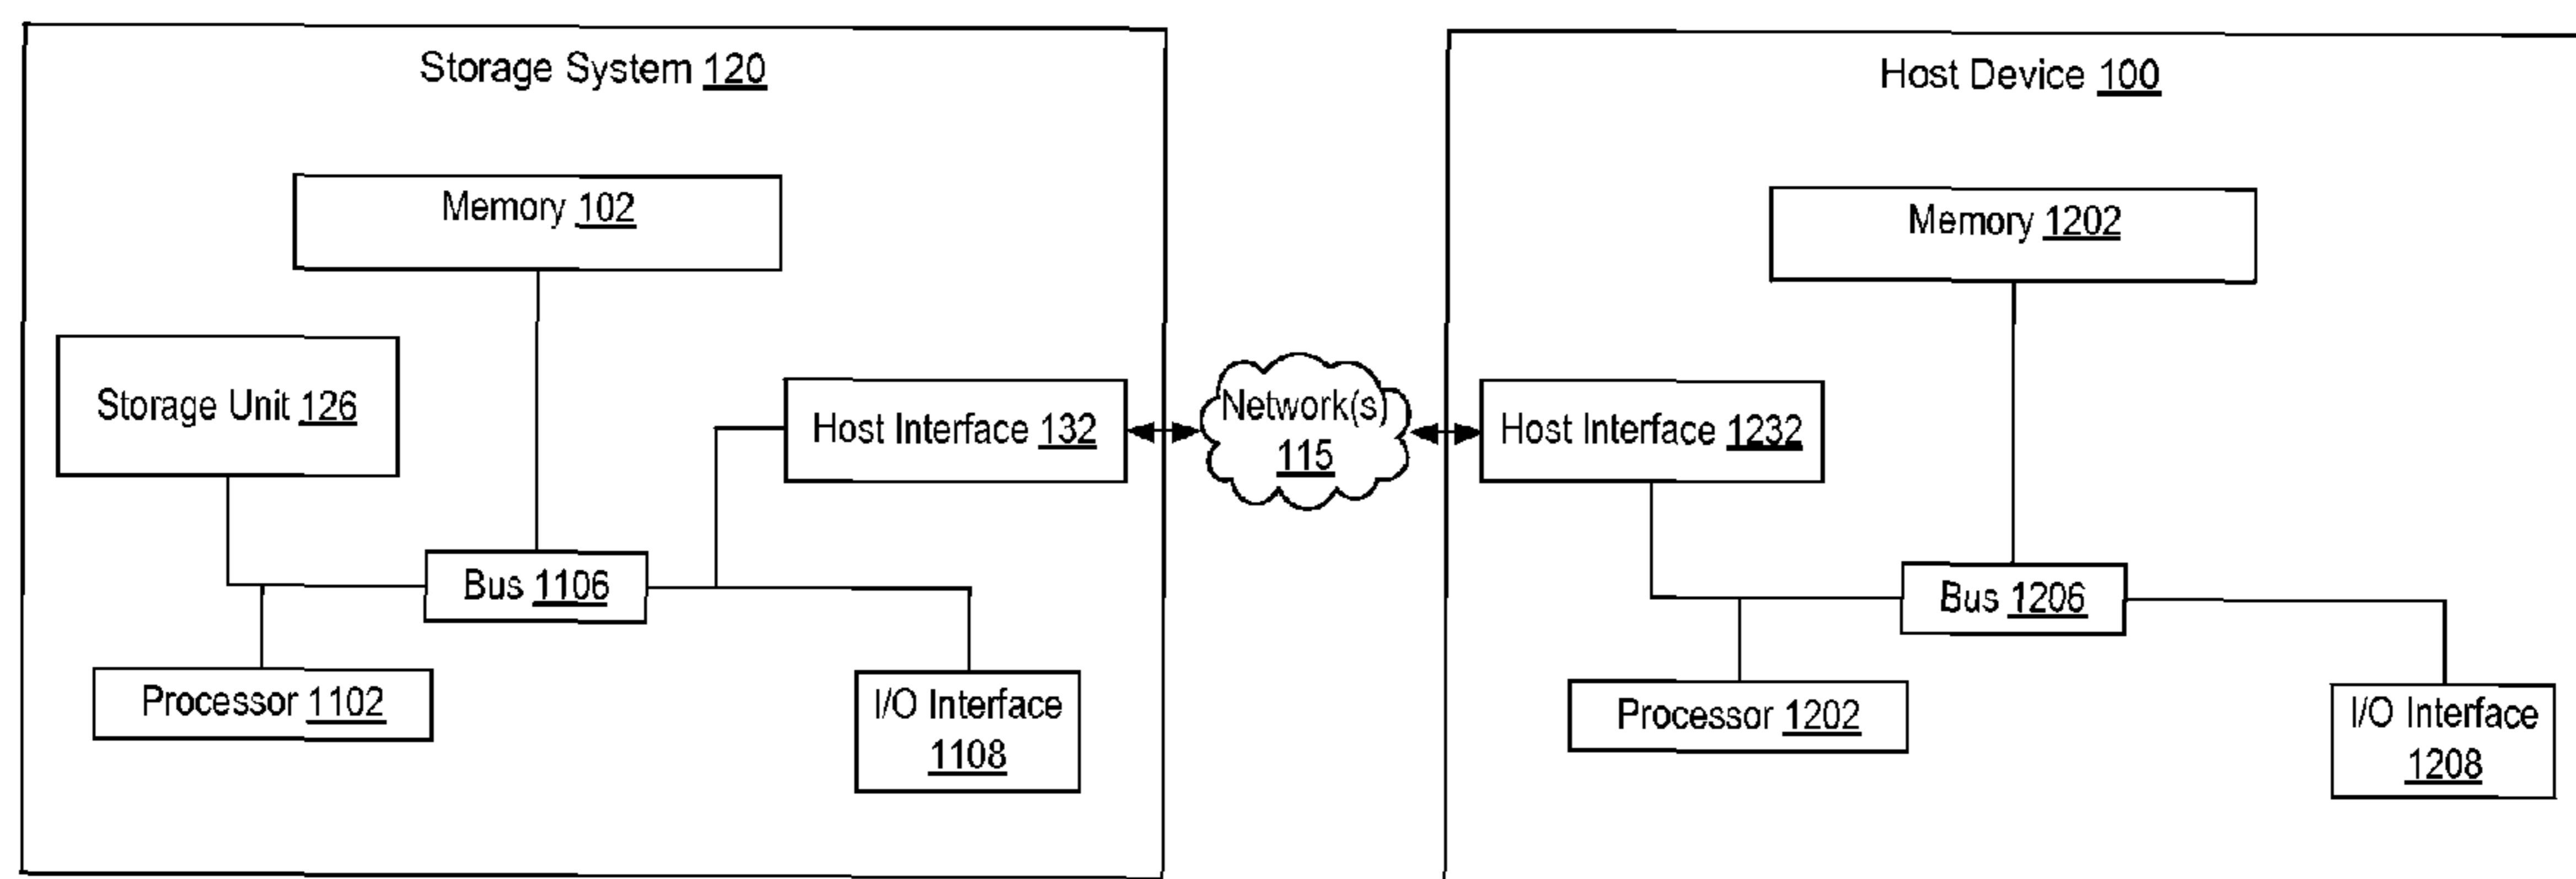 Storage System 120
Memory 102
Storage Unit 126
Host Interface 132
Bus 1106
Processor 1102
I/O Interface
1108
Network(s)
115
Host Device 100
Memory 1202
Host Interface 1232
Bus 1206
Processor 1202
I/O Interface
1208